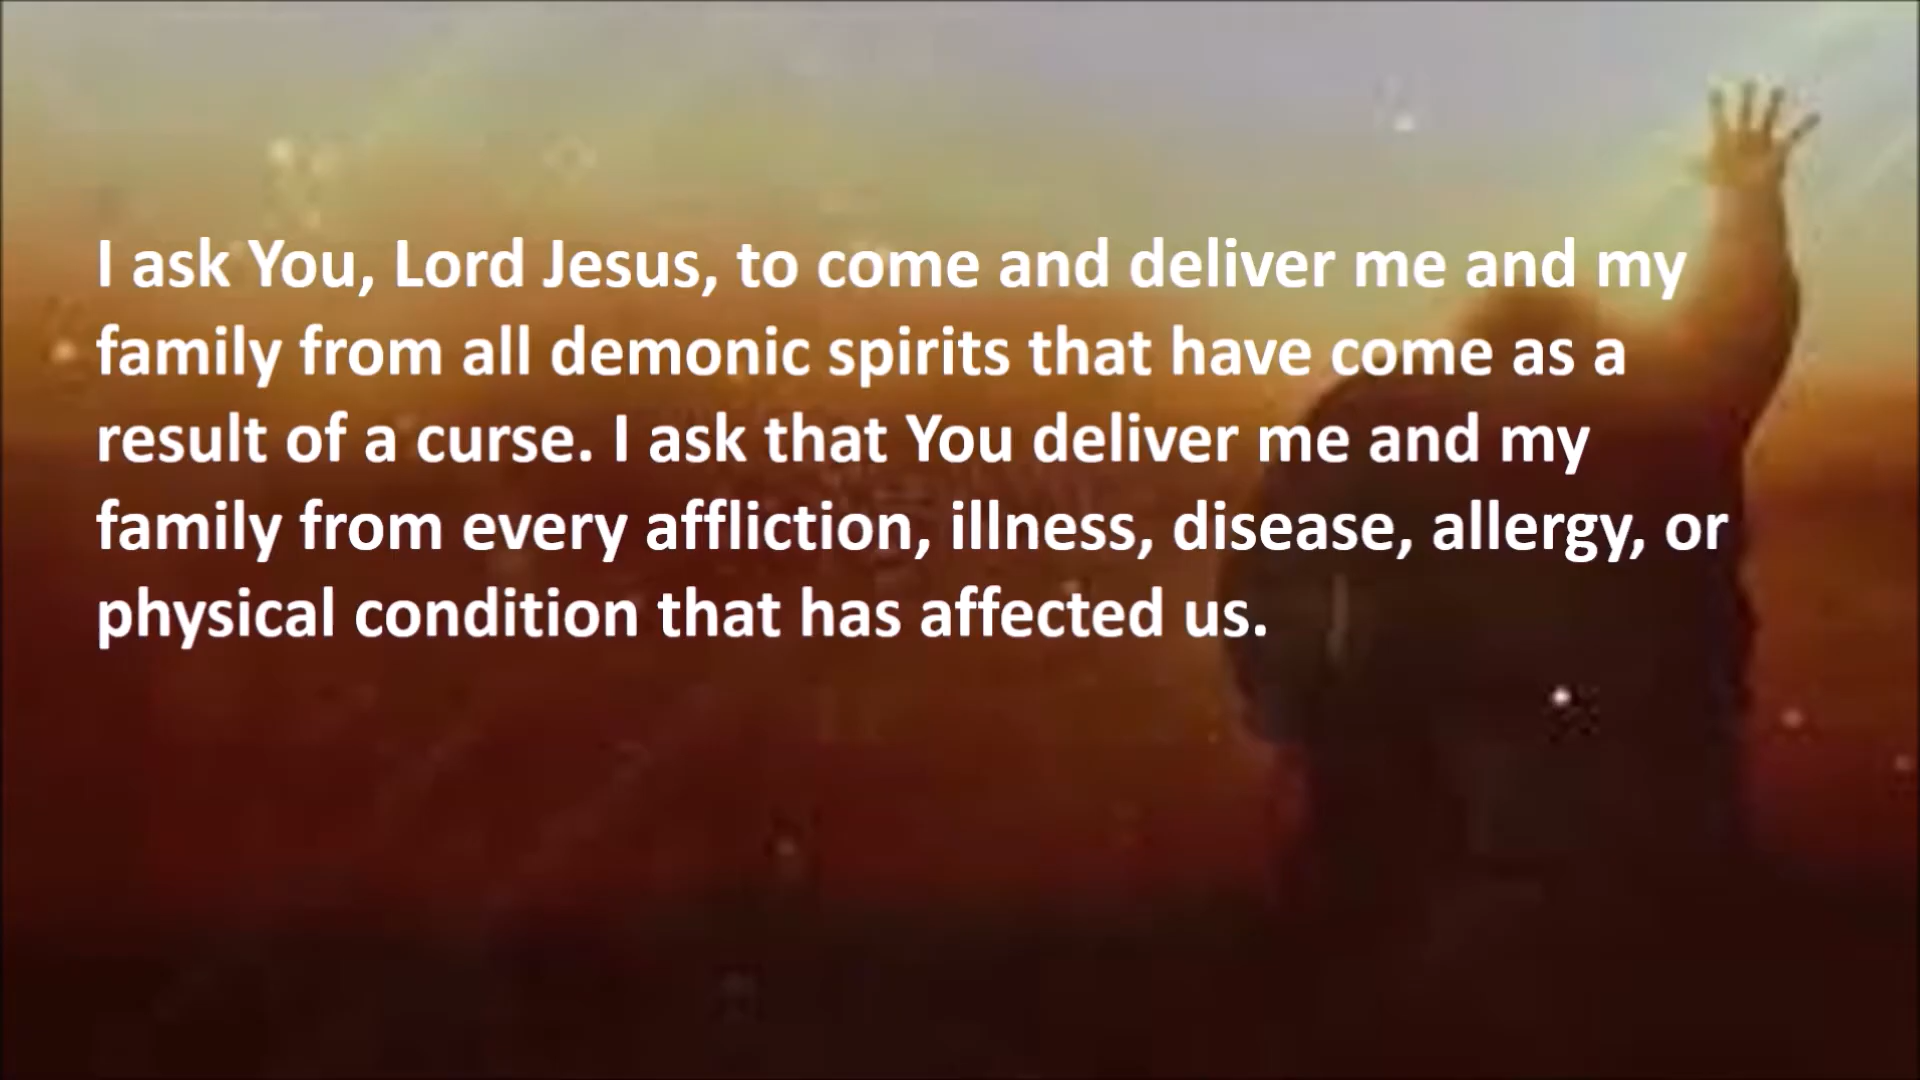 I ask You, Lord Jesus, to come and deliver me and my
family from all demonic spirits that have come as a
result of a curse. I ask that You deliver me and my
family from every affliction, illness, disease, allergy, or
physical condition that has affected us.